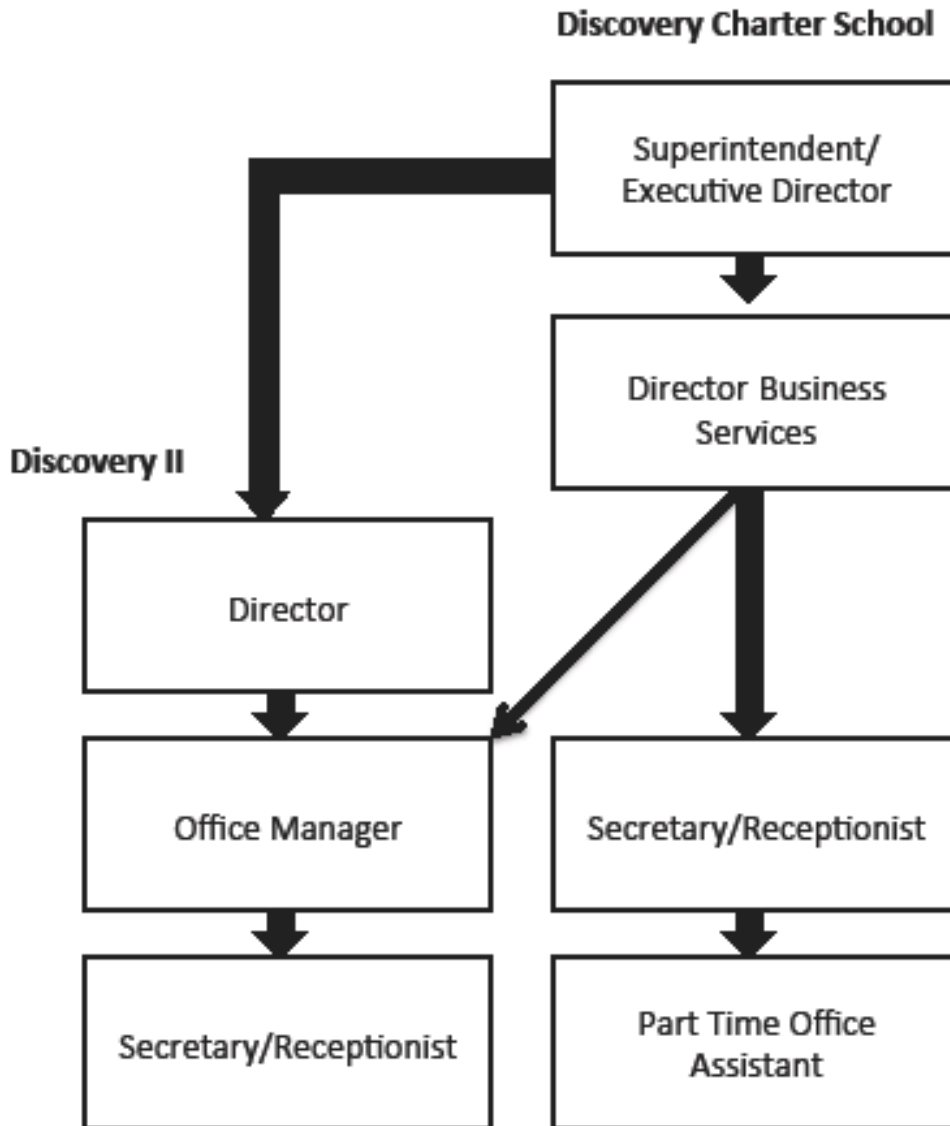 Discovery Charter School
Superintendent/
Executive Director
Director Business
Services
Discovery II
Director
Office Manager
Secretary/Receptionist
Secretary/Receptionist
Part Time Office
Assistant